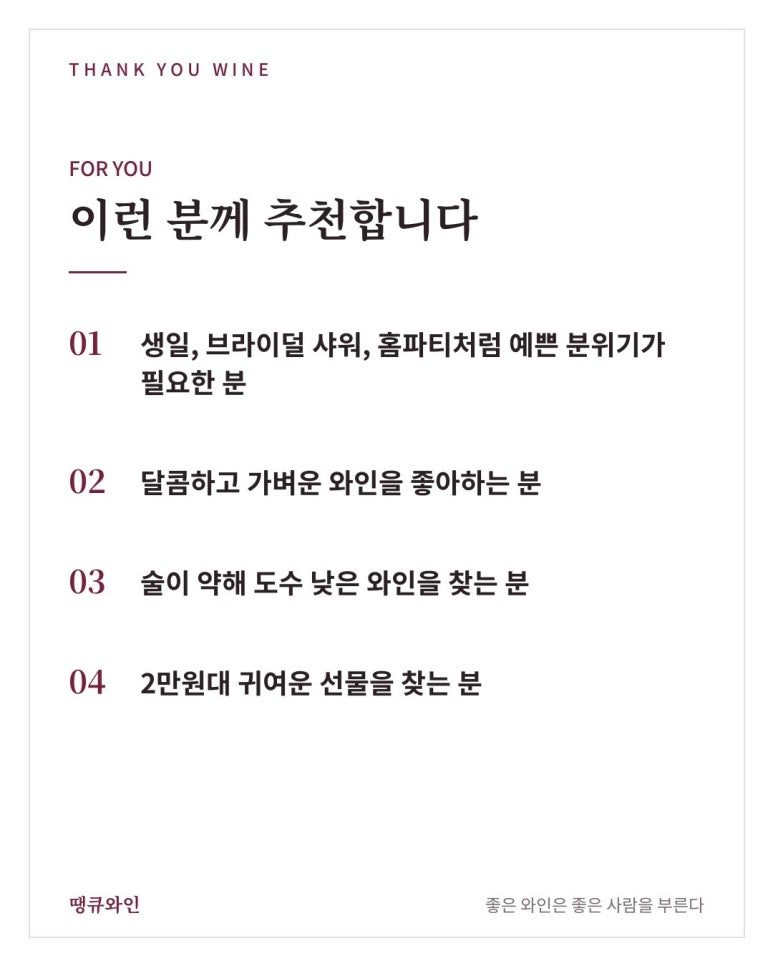 THANK YOU WINE
FOR YOU
이런 분께 추천합니다
01 생일, 브라이덜 샤워, 홈파티처럼 예쁜 분위기가
필요한 분
02 달콤하고 가벼운 와인을 좋아하는 분
03 술이 약해 도수 낮은 와인을 찾는 분
04 2만원대 귀여운 선물을 찾는 분
땡큐와인 좋은 와인은 좋은 사람을 부른다